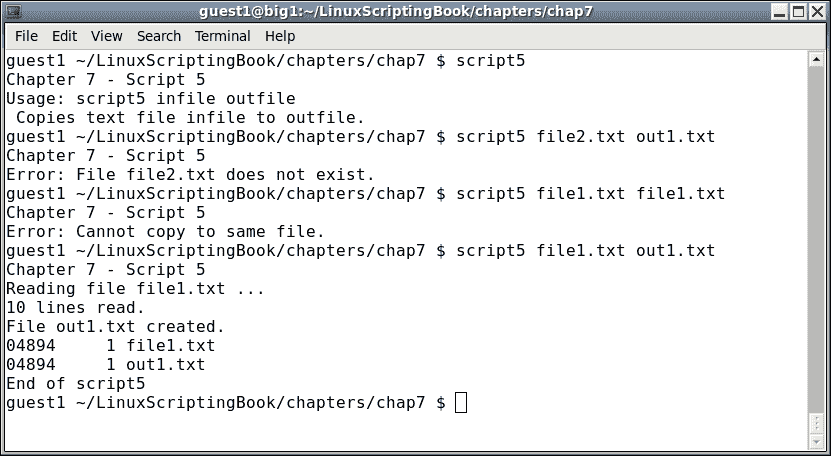 guest1@big1:~/LinuxScriptingBook/chapters/chap7
File Edit View Search Terminal Help
guest1 ~/LinuxScriptingBook/chapters/chap7 $ script5
Chapter 7 - Script 5
Usage: script5 infile outfile
 Copies text file infile to outfile.
guest1 ~/LinuxScriptingBook/chapters/chap7 $ script5 file2.txt out1.txt
Chapter 7 - Script 5
Error: File file2.txt does not exist.
guest1 ~/LinuxScriptingBook/chapters/chap7 $ script5 file1.txt file1.txt
Chapter 7 - Script 5
Error: Cannot copy to same file.
guest1 ~/LinuxScriptingBook/chapters/chap7 $ script5 file1.txt out1.txt
Chapter 7 - Script 5
Reading file file1.txt ...
10 lines read.
File out1.txt created.
04894     1 file1.txt
04894     1 out1.txt
End of script5
guest1 ~/LinuxScriptingBook/chapters/chap7 $